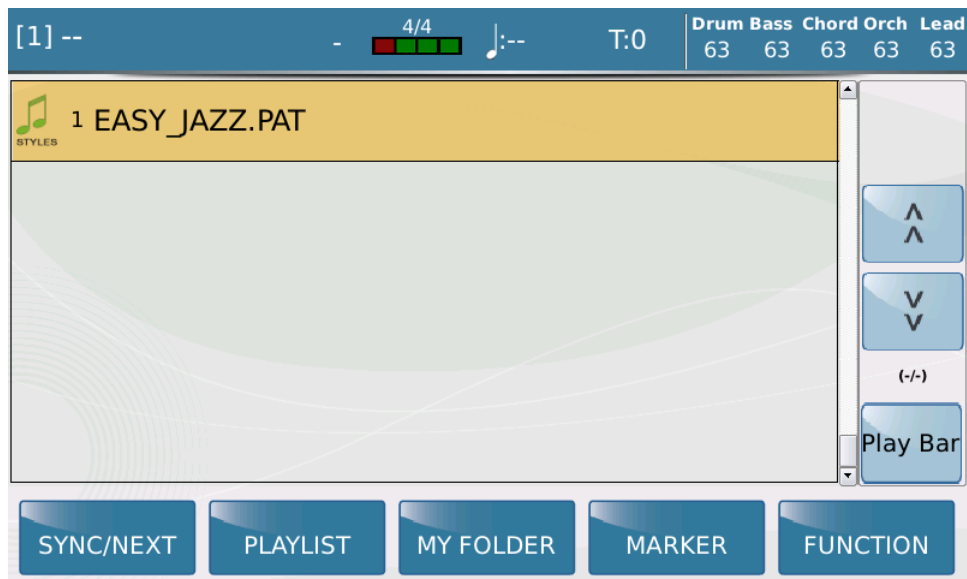 [1] -- - 4/4 :-- T:0 Drum Bass Chord Orch Lead
63 63 63 63 63
STYLES 1 EASY_JAZZ.PAT
(-/-)
Play Bar
SYNC/NEXT PLAYLIST MY FOLDER MARKER FUNCTION